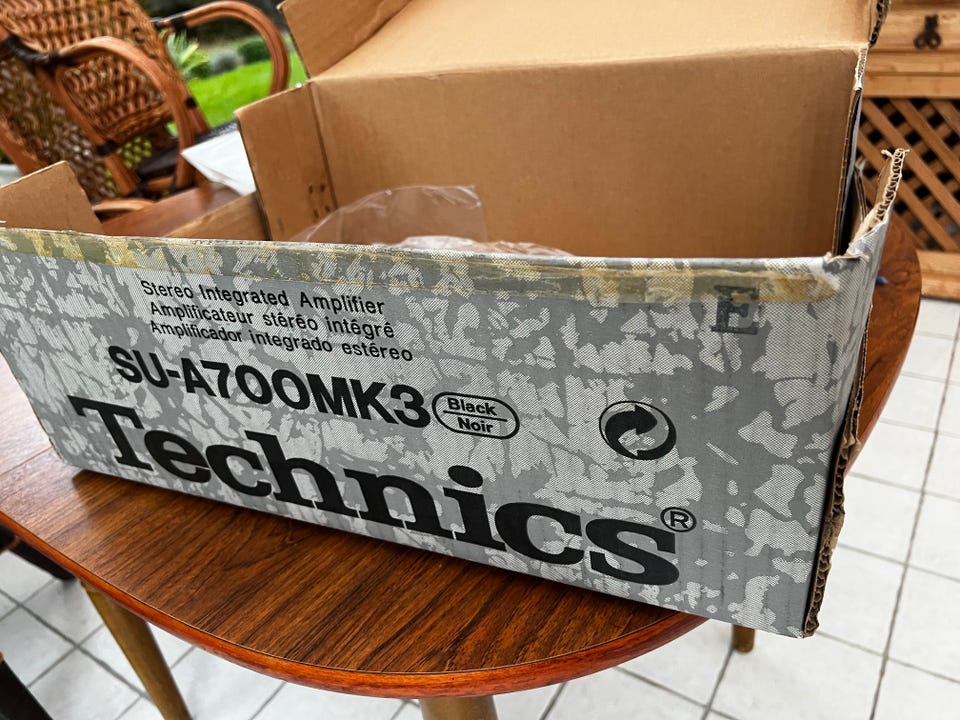 Stereo Integrated Amplifier
Amplificateur stéréo intégré
Amplificador integrado estéreo
SU-A700MK3
Black
Noir
Technics®
E